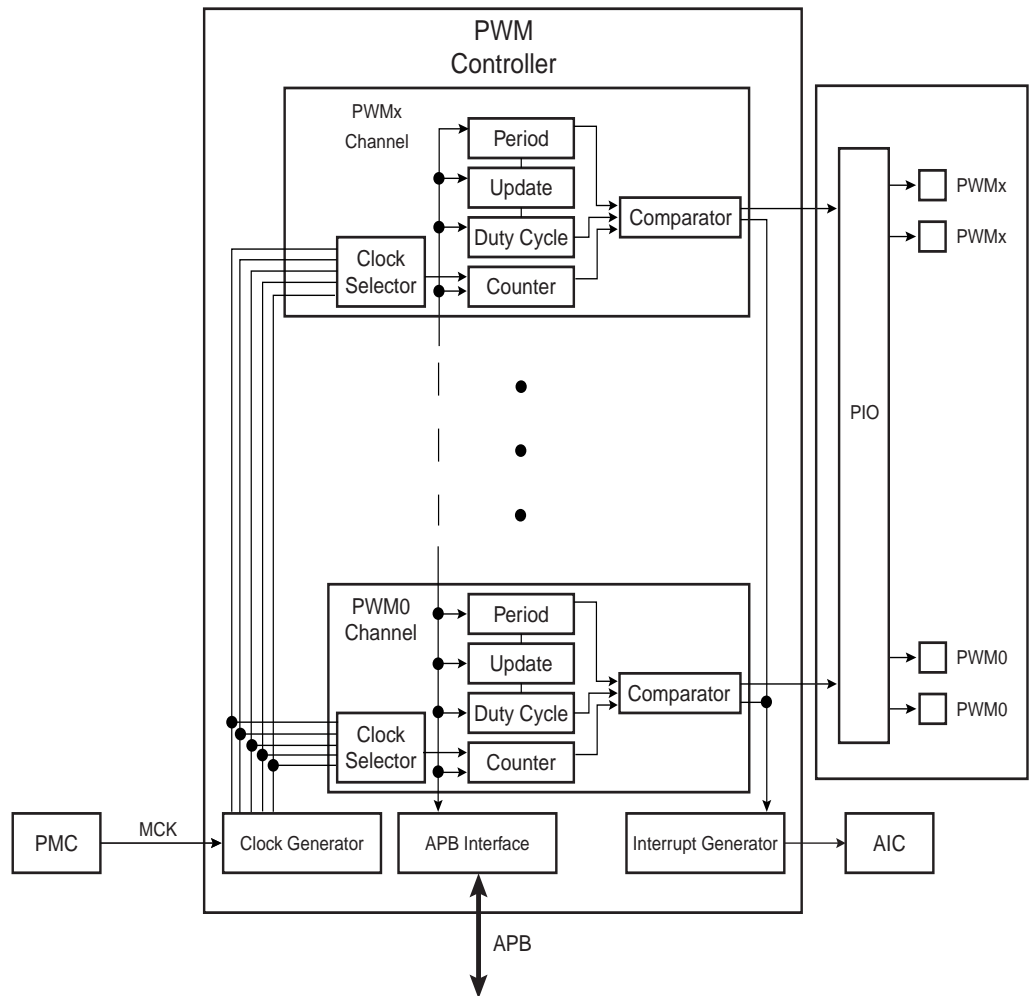 PWM
Controller
PWMx
Channel
Period
Update
Duty Cycle
Comparator
Clock
Selector
Counter
PWMx
PWMx
PIO
PWM0
Channel
Period
Update
Duty Cycle
Comparator
Clock
Selector
Counter
PWM0
PWM0
PMC
MCK
Clock Generator
APB Interface
Interrupt Generator
AIC
APB